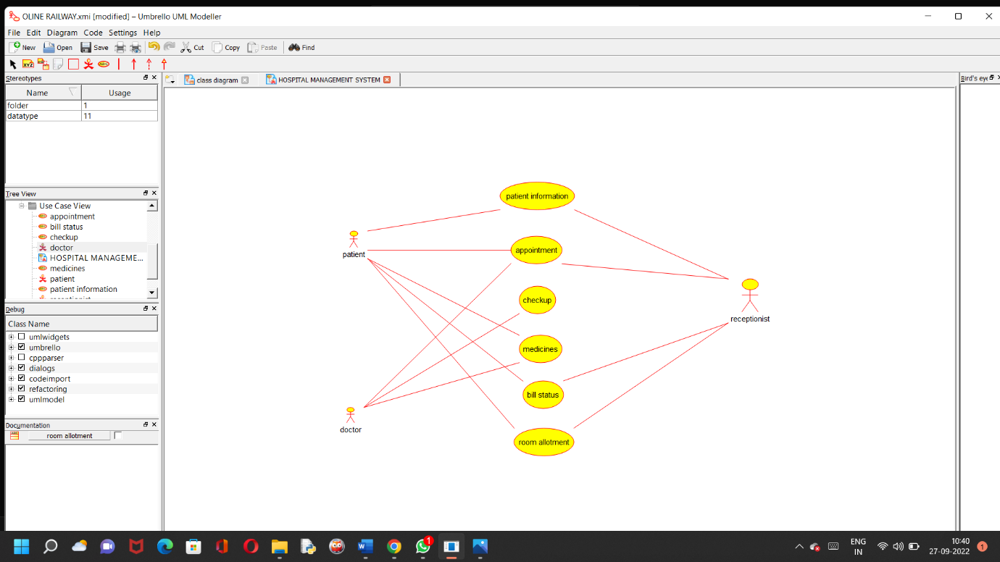 OLINE RAILWAY.xmi [modified] – Umbrello UML Modeller
File Edit Diagram Code Settings Help
New Open Save Cut Copy Paste Find
XYZ ABC
Stereotypes
Name Usage
folder 1
datatype 11
class diagram
HOSPITAL MANAGEMENT SYSTEM
Bird's eye
Tree View
Use Case View
appointment
bill status
checkup
doctor
HOSPITAL MANAGEME...
medicines
patient
patient information
receptionist
Debug
Class Name
umlwidgets
umbrello
cppparser
dialogs
codeimport
refactoring
umlmodel
Documentation
room allotment
patient information
patient
appointment
checkup
receptionist
medicines
bill status
doctor
room allotment
1
ENG
IN
10:40
27-09-2022
1